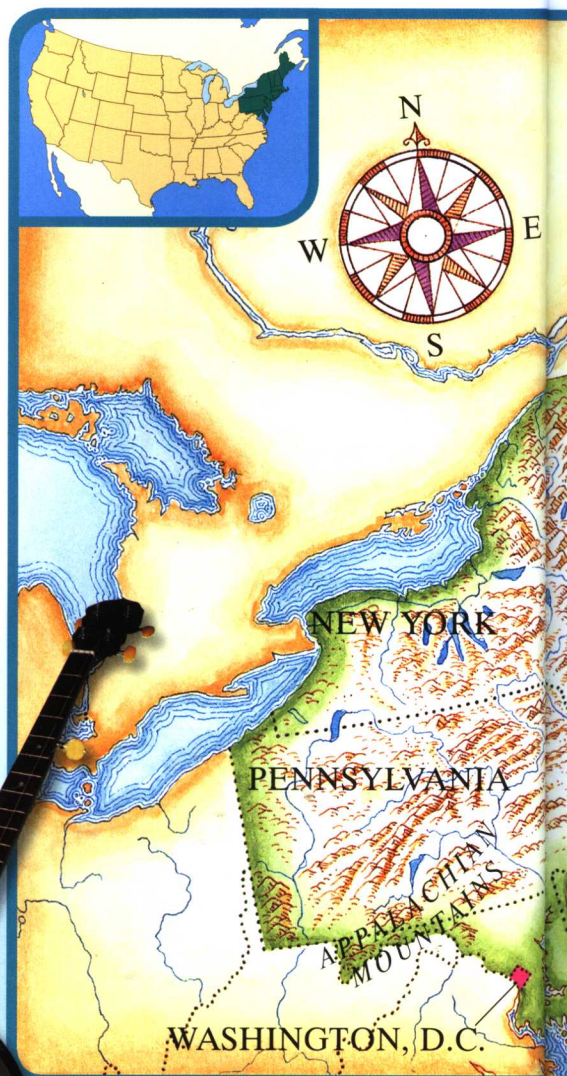 N
W
E
S
NEW YORK
PENNSYLVANIA
APPALACHIAN
MOUNTAINS
WASHINGTON, D.C.